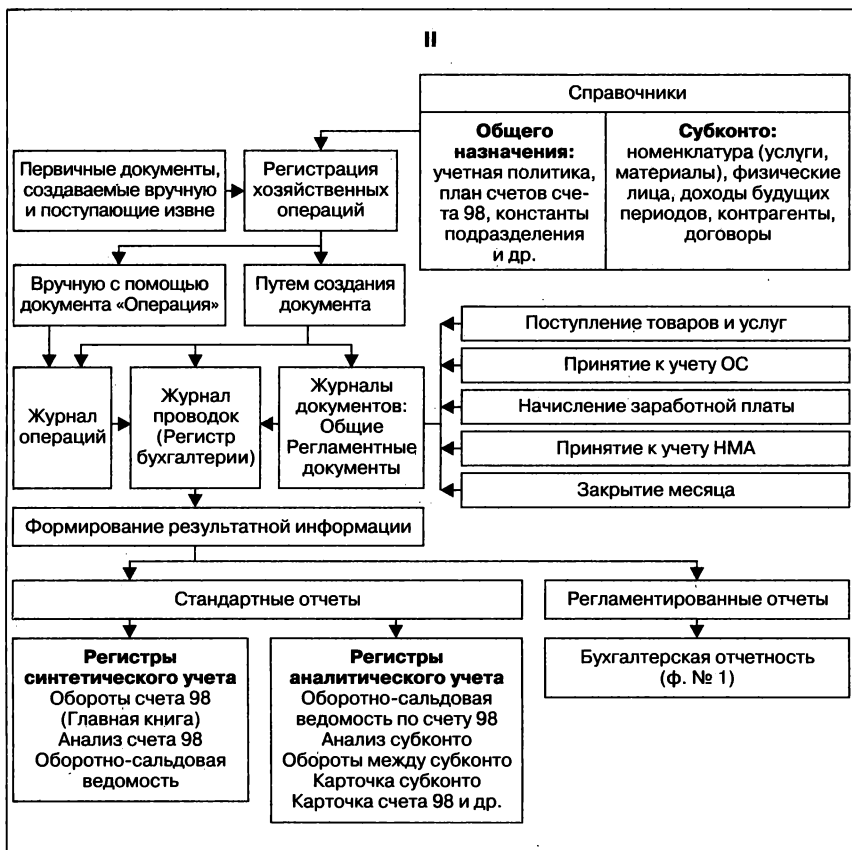 II
Справочники
Общего
назначения:
учетная политика,
план счетов сче-
та 98, константы
подразделения
и др.
Субконто:
номенклатура (услуги,
материалы), физические
лица, доходы будущих
периодов, контрагенты,
договоры
Первичные документы,
создаваемые вручную
и поступающие извне
Регистрация
хозяйственных
операций
Вручную с помощью
документа «Операция»
Путем создания
документа
Журнал
операций
Журнал
проводок
(Регистр
бухгалтерии)
Журналы
документов:
Общие
Регламентные
документы
Поступление товаров и услуг
Принятие к учету ОС
Начисление заработной платы
Принятие к учету НМА
Закрытие месяца
Формирование результатной информации
Стандартные отчеты
Регламентированные отчеты
Регистры
синтетического учета
Обороты счета 98
(Главная книга)
Анализ счета 98
Оборотно-сальдовая
ведомость
Регистры
аналитического учета
Оборотно-сальдовая
ведомость по счету 98
Анализ субконто
Обороты между субконто
Карточка субконто
Карточка счета 98 и др.
Бухгалтерская отчетность
(ф. № 1)